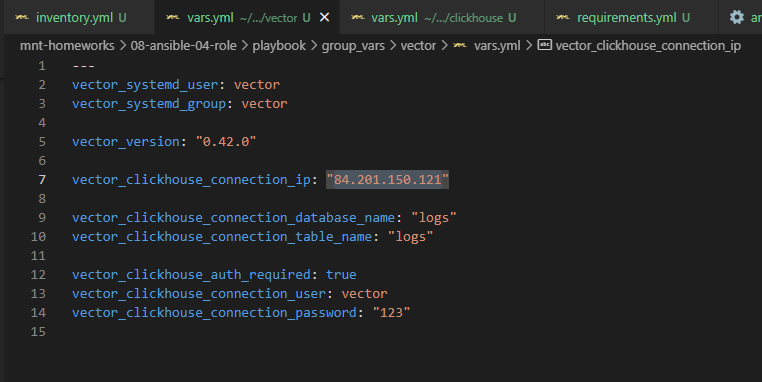 inventory.yml U
vars.yml ~/.../vector U
vars.yml ~/.../clickhouse U
requirements.yml U
an
mnt-homeworks > 08-ansible-04-role > playbook > group_vars > vector > vars.yml > vector_clickhouse_connection_ip
1 ---
2 vector_systemd_user: vector
3 vector_systemd_group: vector
4
5 vector_version: "0.42.0"
6
7 vector_clickhouse_connection_ip: "84.201.150.121"
8
9 vector_clickhouse_connection_database_name: "logs"
10 vector_clickhouse_connection_table_name: "logs"
11
12 vector_clickhouse_auth_required: true
13 vector_clickhouse_connection_user: vector
14 vector_clickhouse_connection_password: "123"
15